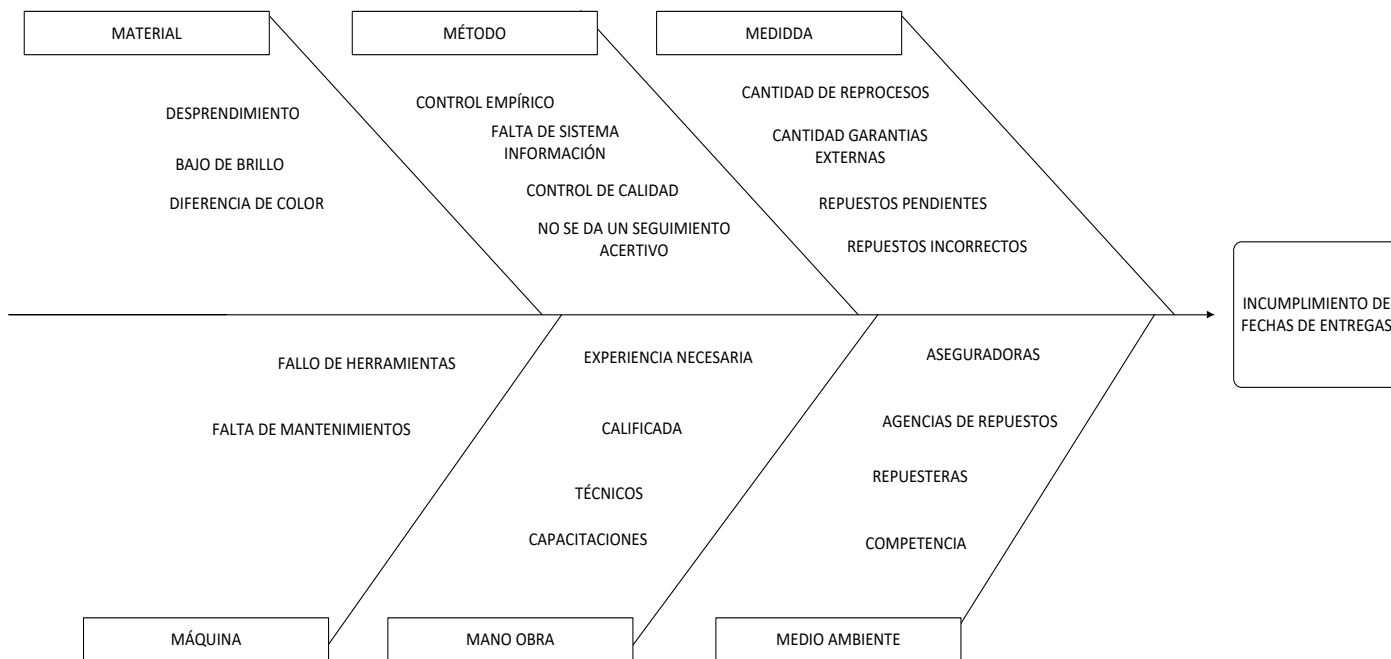 MATERIAL
MÉTODO
MEDIDDA
DESPRENDIMIENTO
BAJO DE BRILLO
DIFERENCIA DE COLOR
CONTROL EMPÍRICO
FALTA DE SISTEMA
INFORMACIÓN
CONTROL DE CALIDAD
NO SE DA UN SEGUIMIENTO
ACERTIVO
CANTIDAD DE REPROCESOS
CANTIDAD GARANTIAS
EXTERNAS
REPUESTOS PENDIENTES
REPUESTOS INCORRECTOS
INCUMPLIMIENTO DE
FECHAS DE ENTREGAS
FALLO DE HERRAMIENTAS
FALTA DE MANTENIMIENTOS
EXPERIENCIA NECESARIA
CALIFICADA
TÉCNICOS
CAPACITACIONES
ASEGURADORAS
AGENCIAS DE REPUESTOS
REPUESTERAS
COMPETENCIA
MÁQUINA
MANO OBRA
MEDIO AMBIENTE